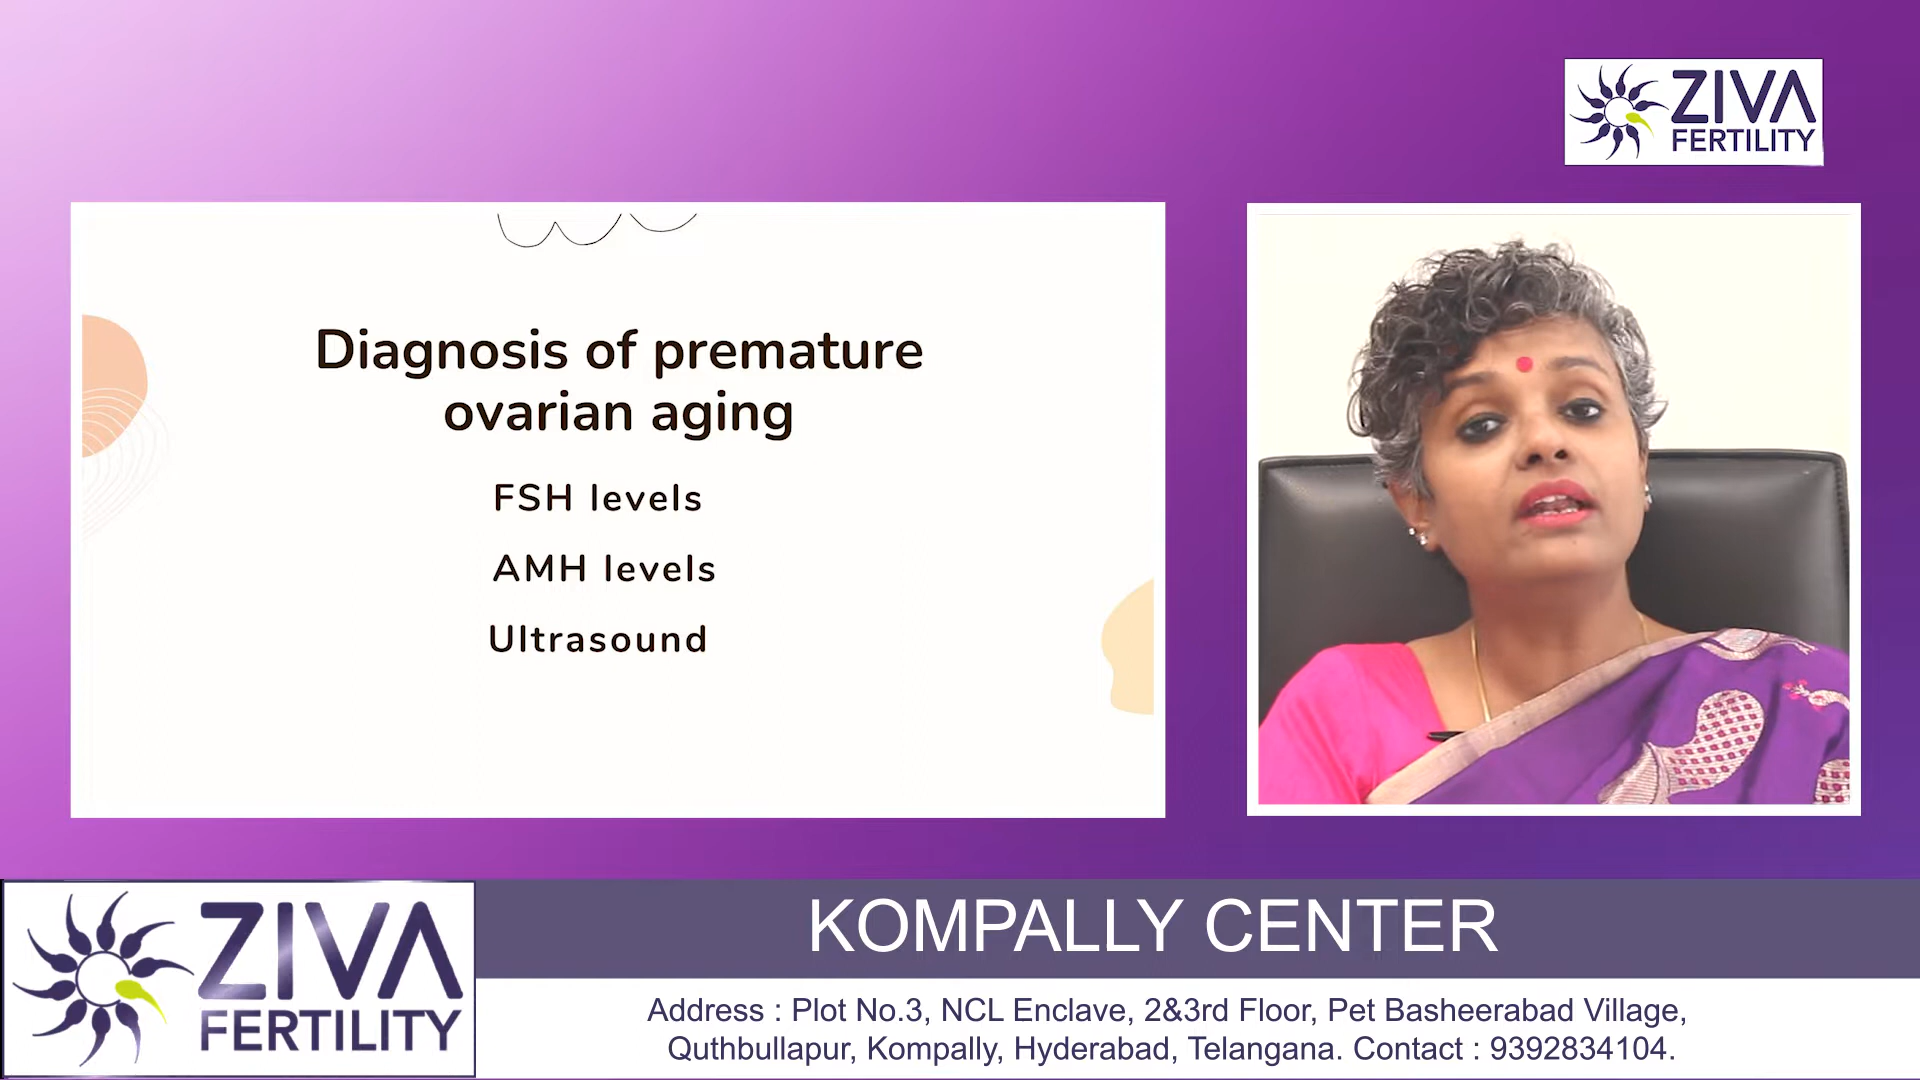 ZIVA
FERTILITY
Diagnosis of premature
ovarian aging
FSH levels
AMH levels
Ultrasound
ZIVA
FERTILITY
KOMPALLY CENTER
Address : Plot No.3, NCL Enclave, 2&3rd Floor, Pet Basheerabad Village,
Quthbullapur, Kompally, Hyderabad, Telangana. Contact : 9392834104.